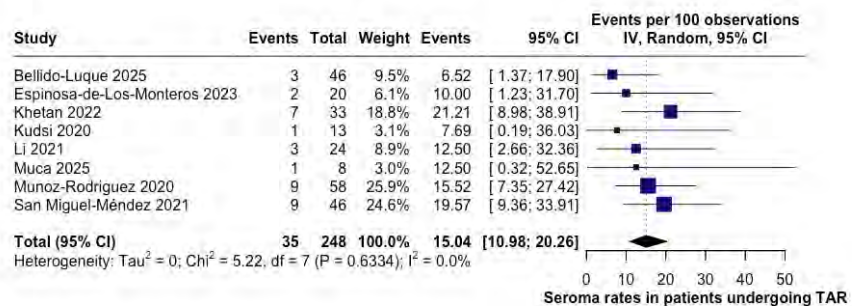 Events per 100 observations
Study Events Total Weight Events 95% CI IV, Random, 95% CI
Bellido-Luque 2025 3 46 9.5% 6.52 [ 1.37; 17.90]
Espinosa-de-Los-Monteros 2023 2 20 6.1% 10.00 [ 1.23; 31.70]
Khetan 2022 7 33 18.8% 21.21 [ 8.98; 38.91]
Kudsi 2020 1 13 3.1% 7.69 [ 0.19; 36.03]
Li 2021 3 24 8.9% 12.50 [ 2.66; 32.36]
Muca 2025 1 8 3.0% 12.50 [ 0.32; 52.65]
Munoz-Rodriguez 2020 9 58 25.9% 15.52 [ 7.35; 27.42]
San Miguel-Méndez 2021 9 46 24.6% 19.57 [ 9.36; 33.91]
Total (95% CI) 35 248 100.0% 15.04 [10.98; 20.26]
Heterogeneity: Tau² = 0; Chi² = 5.22, df = 7 (P = 0.6334); I² = 0.0%
0 10 20 30 40 50
Seroma rates in patients undergoing TAR